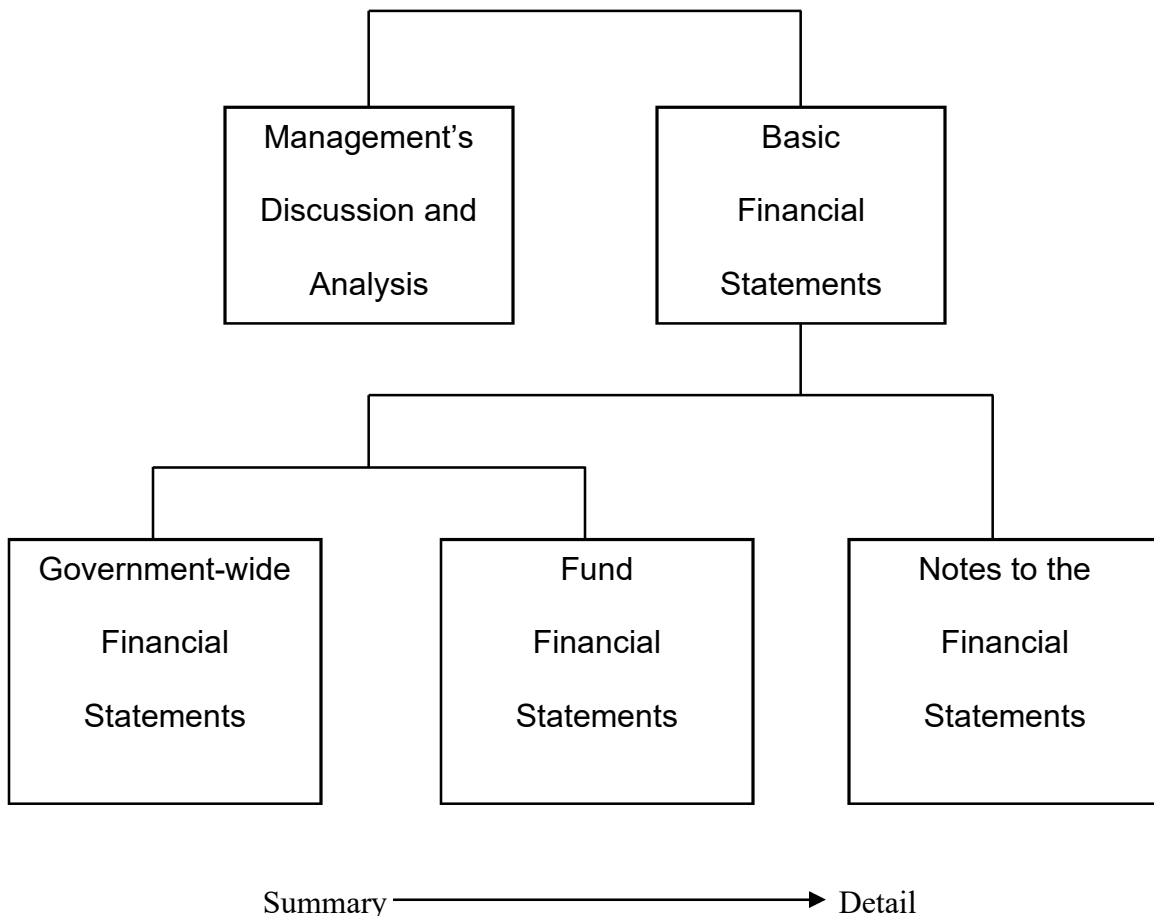 Management’s
Discussion and
Analysis
Basic
Financial
Statements
Government-wide
Financial
Statements
Fund
Financial
Statements
Notes to the
Financial
Statements
Summary
Detail